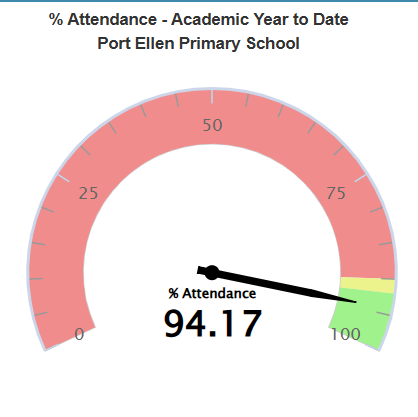 % Attendance - Academic Year to Date
Port Ellen Primary School
50
25
75
% Attendance
94.17
0
100